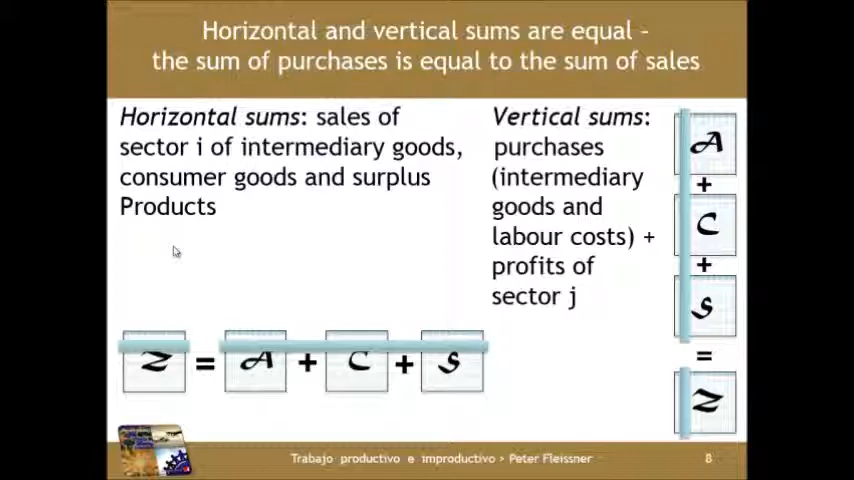 Horizontal and vertical sums are equal –
the sum of purchases is equal to the sum of sales
Horizontal sums: sales of
sector i of intermediary goods,
consumer goods and surplus
Products
Vertical sums:
purchases
(intermediary
goods and
labour costs) +
profits of
sector j
A
+
C
+
S
=
Z
Z = A + C + S
Trabajo productivo e improductivo > Peter Fleissner
8